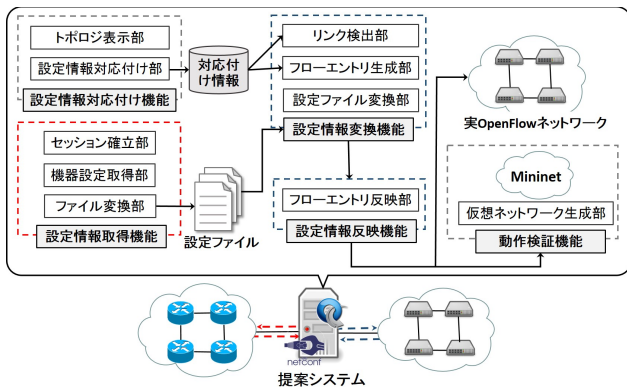 トポロジ表示部
設定情報対応付け部
設定情報対応付け機能
対応付
け情報
リンク検出部
フローエントリ生成部
設定ファイル変換部
設定情報変換機能
実OpenFlowネットワーク
セッション確立部
機器設定取得部
ファイル変換部
設定情報取得機能
設定ファイル
フローエントリ反映部
設定情報反映機能
Mininet
仮想ネットワーク生成部
動作検証機能
netconf
提案システム